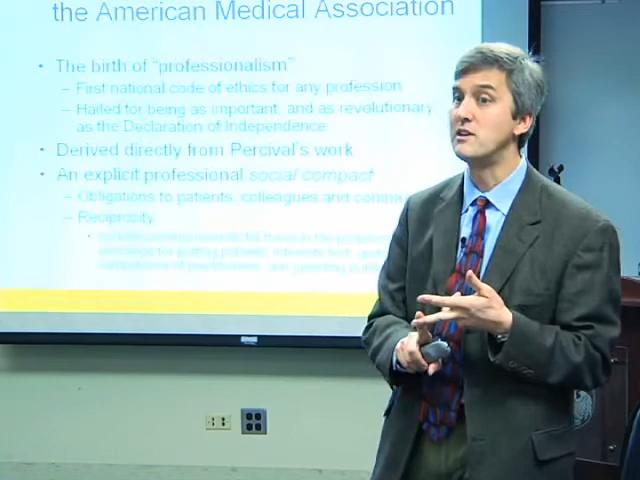 the American Medical Association
• The birth of "professionalism"
– First national code of ethics for any profession
– Hailed for being as important, and as revolutionary
as the Declaration of Independence
• Derived directly from Percival's work
• An explicit professional social compact
– Obligations to patients, colleagues and
– Reciprocity